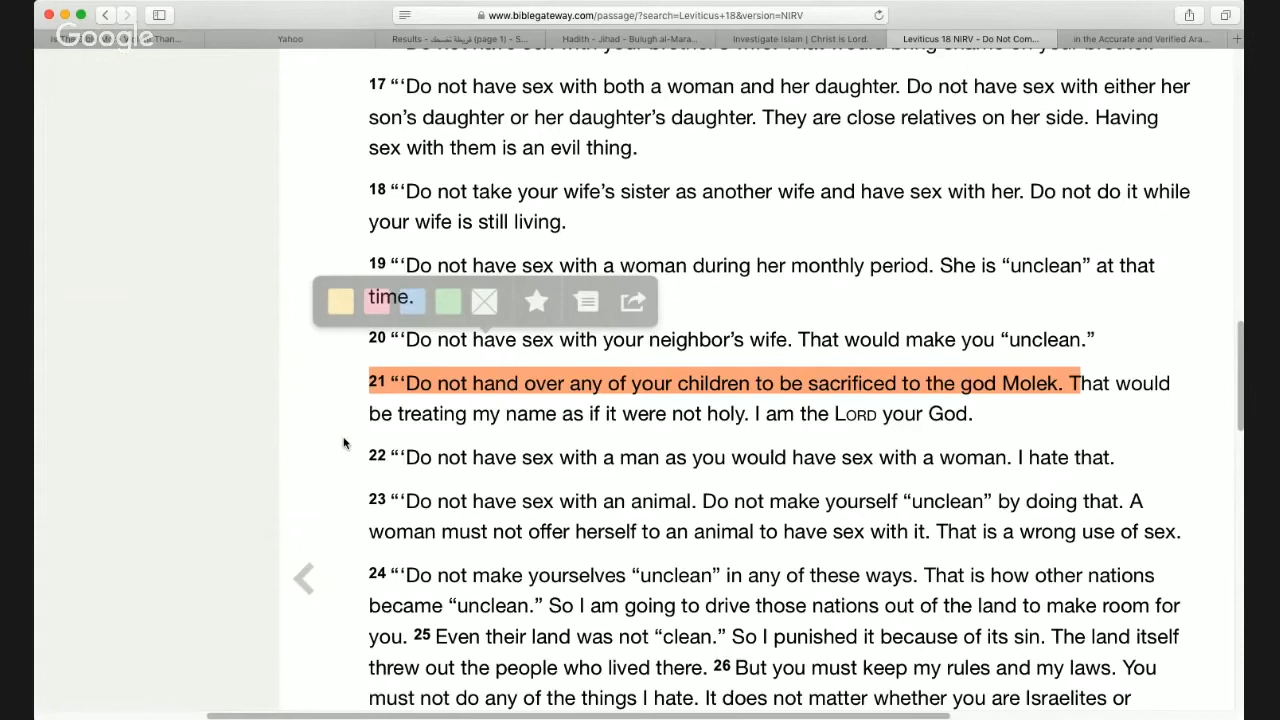 www.biblegateway.com/passage/?search=Leviticus+18&version=NIRV
Google
Yahoo
Results - قريظة تفسطك (page 1) - S...
Hadith - Jihad - Bulugh al-Mara...
Investigate Islam | Christ is Lord.
Leviticus 18 NIRV - Do Not Com...
in the Accurate and Verified Ara...
17 “‘Do not have sex with both a woman and her daughter. Do not have sex with either her
son’s daughter or her daughter’s daughter. They are close relatives on her side. Having
sex with them is an evil thing.
18 “‘Do not take your wife’s sister as another wife and have sex with her. Do not do it while
your wife is still living.
19 “‘Do not have sex with a woman during her monthly period. She is “unclean” at that
time.
20 “‘Do not have sex with your neighbor’s wife. That would make you “unclean.”
21 “‘Do not hand over any of your children to be sacrificed to the god Molek. That would
be treating my name as if it were not holy. I am the LORD your God.
22 “‘Do not have sex with a man as you would have sex with a woman. I hate that.
23 “‘Do not have sex with an animal. Do not make yourself “unclean” by doing that. A
woman must not offer herself to an animal to have sex with it. That is a wrong use of sex.
24 “‘Do not make yourselves “unclean” in any of these ways. That is how other nations
became “unclean.” So I am going to drive those nations out of the land to make room for
you. 25 Even their land was not “clean.” So I punished it because of its sin. The land itself
threw out the people who lived there. 26 But you must keep my rules and my laws. You
must not do any of the things I hate. It does not matter whether you are Israelites or